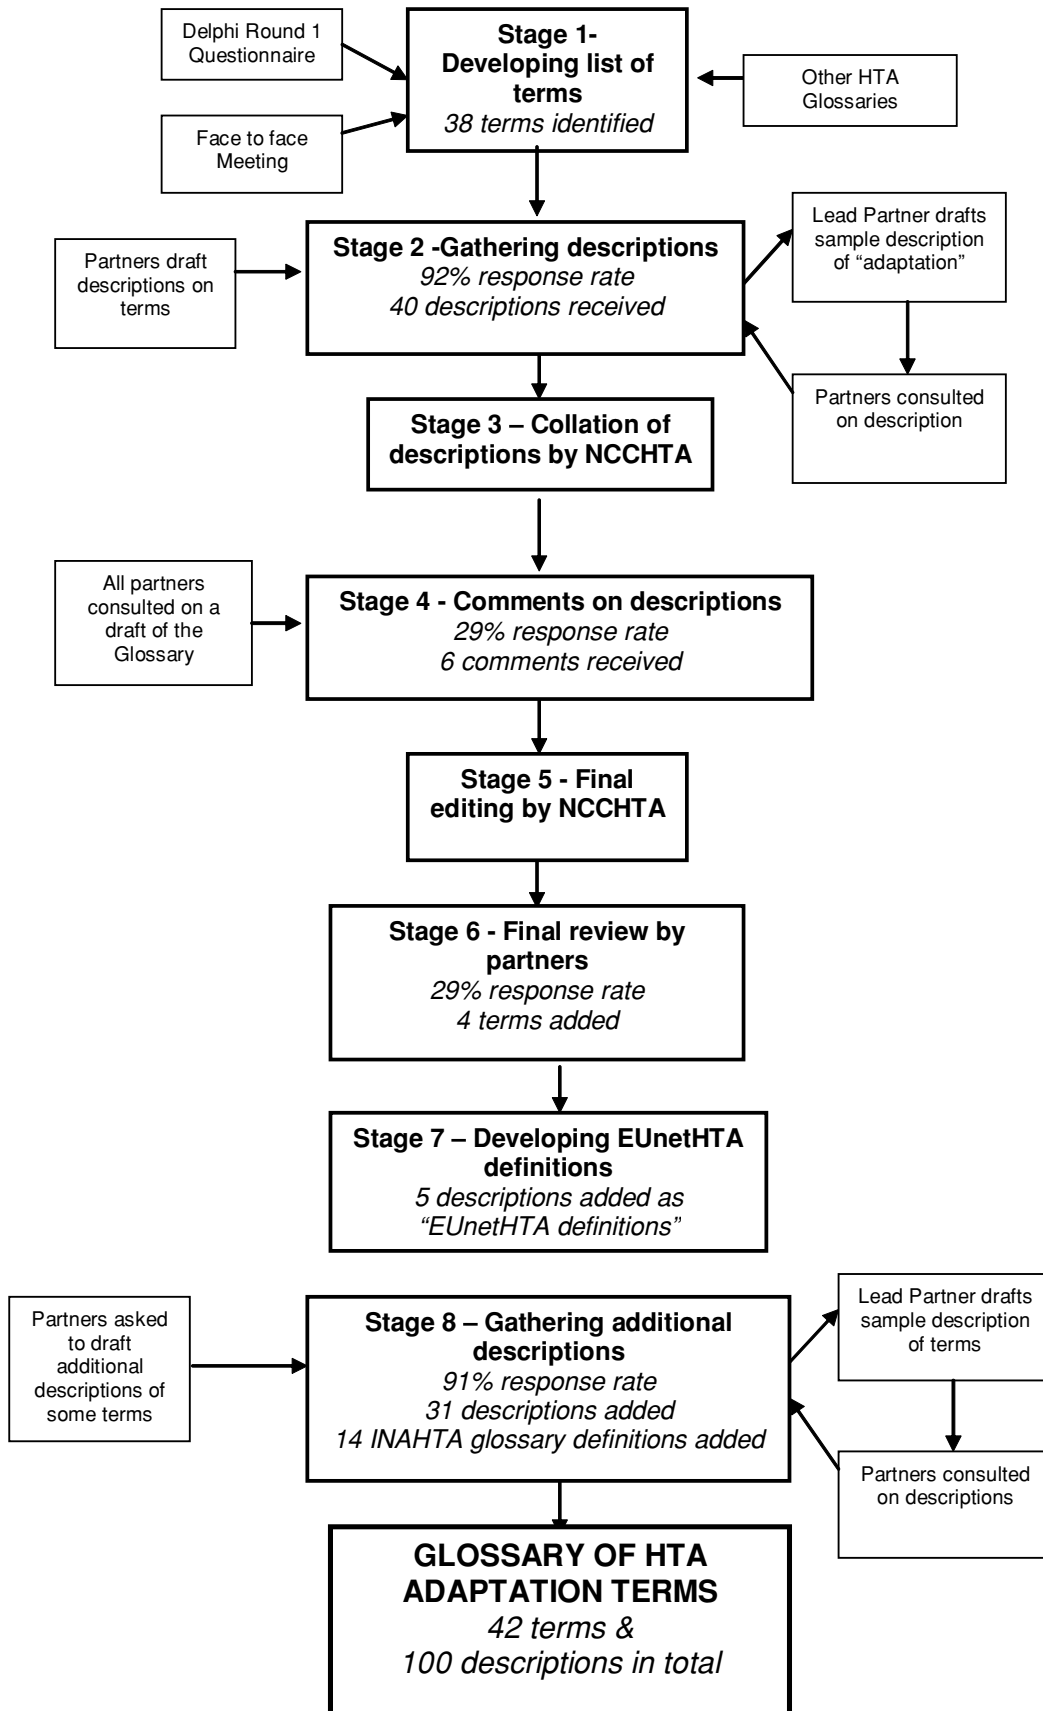 Delphi Round 1
Questionnaire
Stage 1-
Developing list of
terms
38 terms identified
Other HTA
Glossaries
Face to face
Meeting
Stage 2 -Gathering descriptions
92% response rate
40 descriptions received
Partners draft
descriptions on
terms
Lead Partner drafts
sample description
of “adaptation”
Partners consulted
on description
Stage 3 – Collation of
descriptions by NCCHTA
All partners
consulted on a
draft of the
Glossary
Stage 4 - Comments on descriptions
29% response rate
6 comments received
Stage 5 - Final
editing by NCCHTA
Stage 6 - Final review by
partners
29% response rate
4 terms added
Stage 7 – Developing EUnetHTA
definitions
5 descriptions added as
“EUnetHTA definitions”
Partners asked
to draft
additional
descriptions of
some terms
Stage 8 – Gathering additional
descriptions
91% response rate
31 descriptions added
14 INAHTA glossary definitions added
Lead Partner drafts
sample description
of terms
Partners consulted
on descriptions
GLOSSARY OF HTA
ADAPTATION TERMS
42 terms &
100 descriptions in total